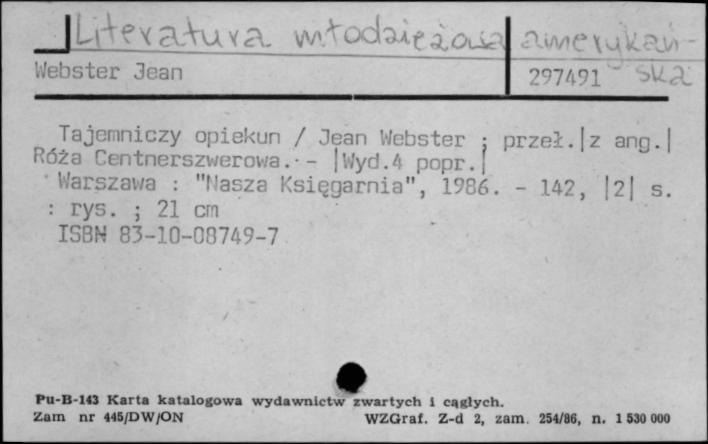 Literatura młodzieżowa amerykań-
ska
Webster Jean
297491
Tajemniczy opiekun / Jean Webster ; przeł.|z ang.|
Róża Centnerszwerowa. - |Wyd.4 popr.|
Warszawa : "Nasza Księgarnia", 1986. - 142, |2| s.
: rys. ; 21 cm
ISBN 83-10-08749-7
Pu-B-143 Karta katalogowa wydawnictw zwartych i ciągłych.
Zam nr 445/DW/ON WZGraf. Z-d 2, zam. 254/86, n. 1 530 000